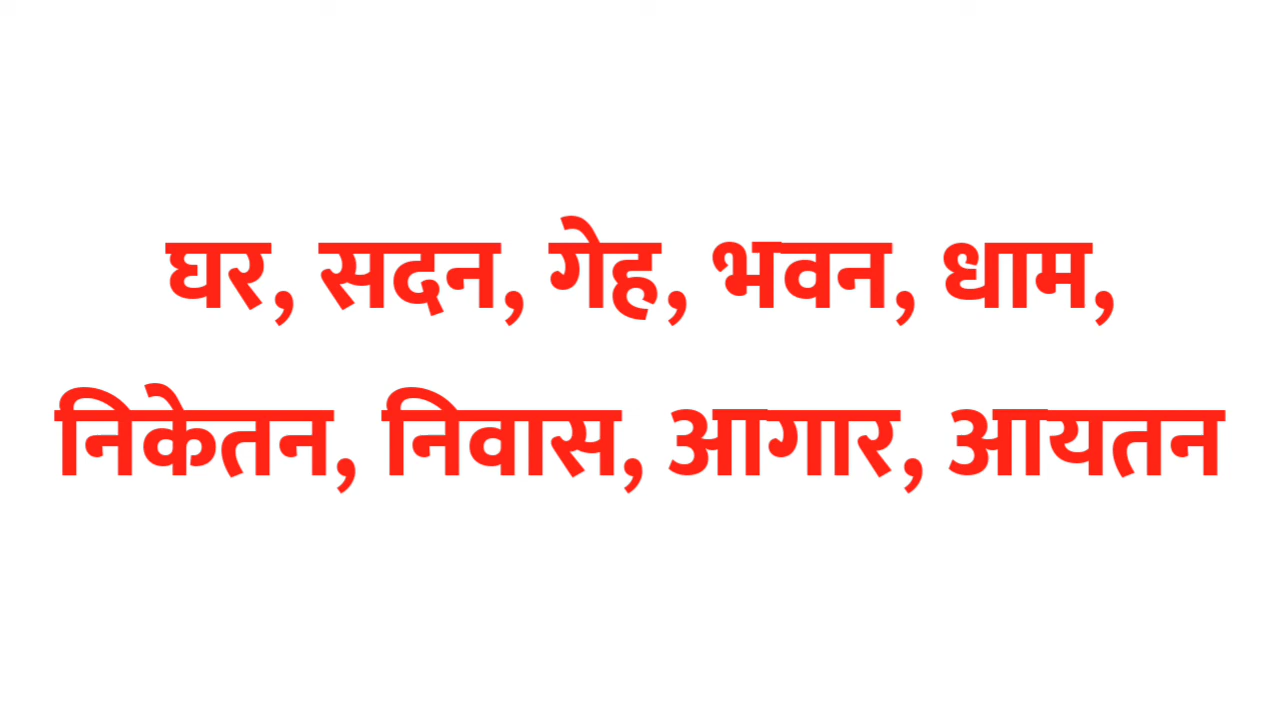 घर, सदन, गेह, भवन, धाम,
निकेतन, निवास, आगार, आयतन